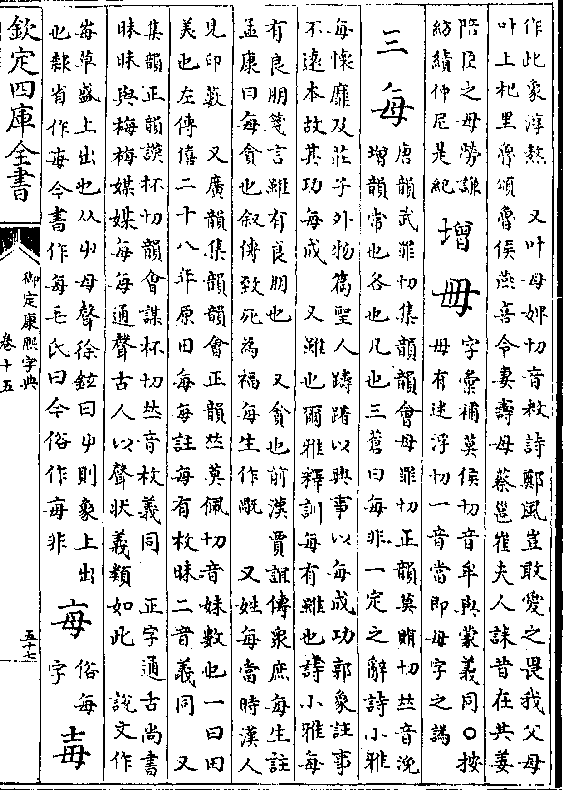 作此象淳熬　又叶母婢切音敉詩鄭風豈敢愛之畏我父母
叶上杞里魯頌魯侯燕喜令妻壽母蔡邕崔夫人誄昔在共姜
陪臣之母勞謙
紡績仲尼是紀
增
毋
字彙補莫侯切音牟與蒙義同〇按
毋有迷浮切一音當即毋字之譌
三
每
唐韻武罪切集韻韻會母罪切正韻莫賄切𠀤音浼
增韻常也各也凡也三蒼曰每非一定之辭詩小雅
每懷靡及莊子外物篇聖人躊躇以興事以每成功郭象註事
不遠本故其功每成　又雖也爾雅釋訓每有雖也詩小雅每
有良朋箋言雖有良朋也　又貪也前漢賈誼傳衆庶每生註
孟康曰每貪也叙傳致死為福每生作𥚽　又姓每當時漢人
見印藪　又廣韻集韻韻會正韻𠀤莫佩切音妹數也一曰田
美也左傳僖二十八年原田每每註每有枚昧二音義同　又
集韻正韻謨杯切韻會謀杯切𠀤音枚義同　正字通古尚書
昧昧與梅梅媒媒每每通聲古人以聲狀義類如此　說文作
𡴕草盛上出也从屮母聲徐鉉曰屮則象上出
也隸省作每今書作每毛氏曰今俗作毎非
𣫭
俗每
字
毒
欽定四庫全書
御定康熙字典
卷十五
五十七